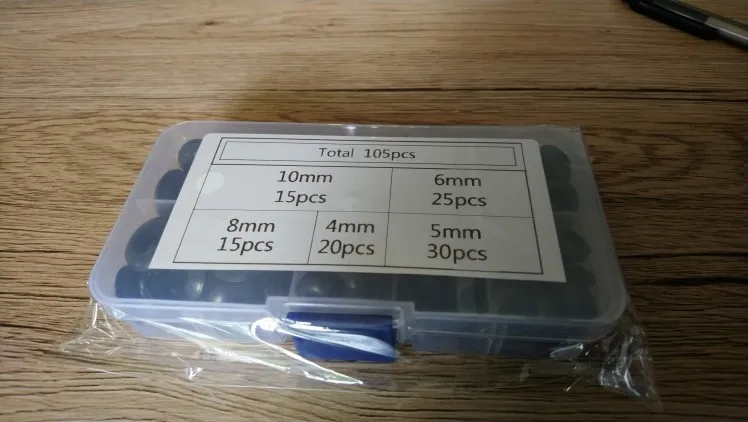 Total 105pcs
10mm
15pcs
6mm
25pcs
8mm
15pcs
4mm
20pcs
5mm
30pcs